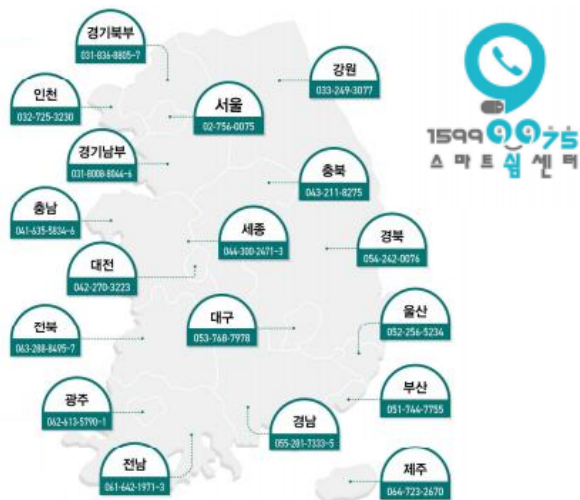 경기북부
031-836-8805~7
강원
033-249-3077
인천
032-725-3230
서울
02-756-0075
1599 0075
스마트쉼센터
경기남부
031-8008-8044~6
충북
043-211-8275
충남
041-635-5834~6
세종
044-300-2471~3
경북
054-242-0076
대전
042-270-3223
전북
063-288-8495~7
대구
053-768-7978
울산
052-256-5234
광주
062-613-5790~1
경남
055-281-7333~5
부산
051-744-7755
전남
061-642-1971~3
제주
064-723-2670